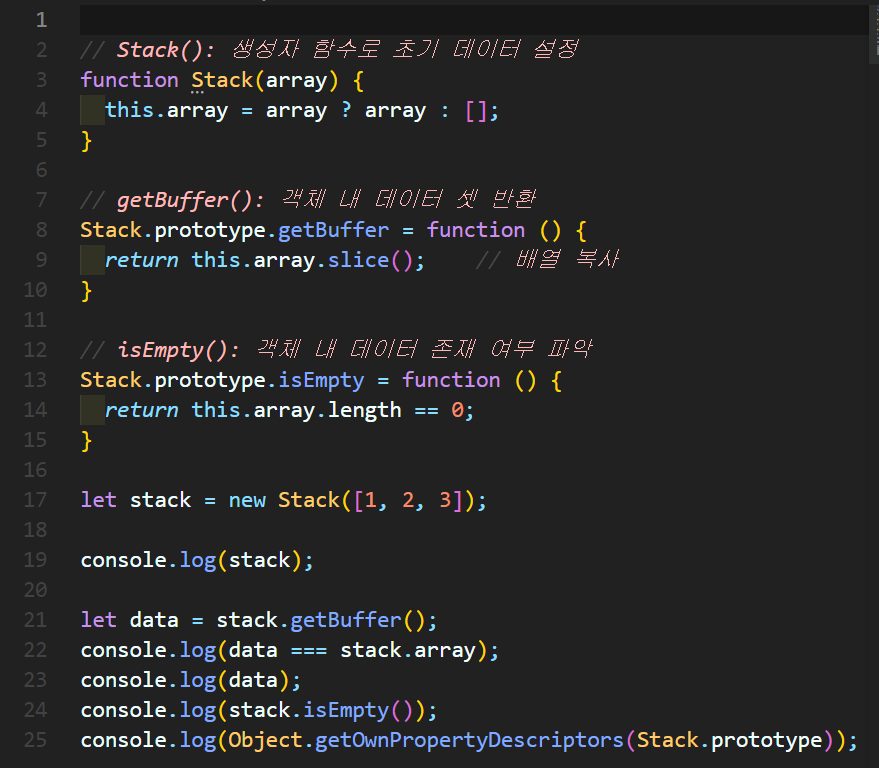 1
2 // Stack(): 생성자 함수로 초기 데이터 설정
3 function Stack(array) {
4   this.array = array ? array : [];
5 }
6
7 // getBuffer(): 객체 내 데이터 셋 반환
8 Stack.prototype.getBuffer = function () {
9   return this.array.slice();    // 배열 복사
10 }
11
12 // isEmpty(): 객체 내 데이터 존재 여부 파악
13 Stack.prototype.isEmpty = function () {
14   return this.array.length == 0;
15 }
16
17 let stack = new Stack([1, 2, 3]);
18
19 console.log(stack);
20
21 let data = stack.getBuffer();
22 console.log(data === stack.array);
23 console.log(data);
24 console.log(stack.isEmpty());
25 console.log(Object.getOwnPropertyDescriptors(Stack.prototype));